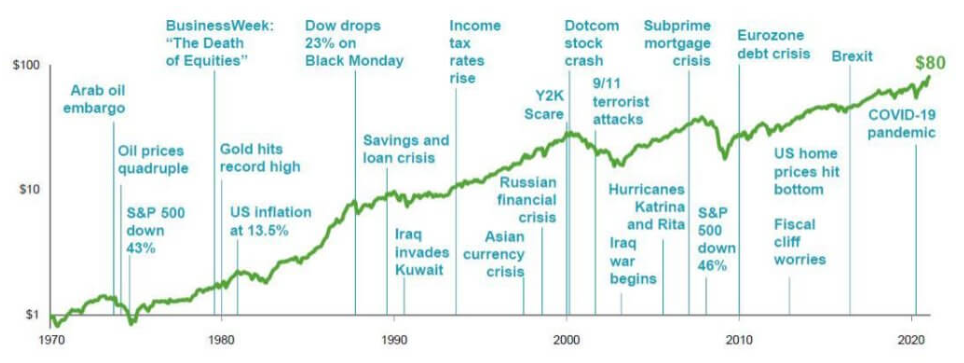 BusinessWeek:
“The Death
of Equities”
Dow drops
23% on
Black Monday
Income
tax
rates
rise
Dotcom
stock
crash
Subprime
mortgage
crisis
Eurozone
debt crisis
Brexit
$80
$100
Arab oil
embargo
Y2K
Scare
9/11
terrorist
attacks
COVID-19
pandemic
Oil prices
quadruple
Gold hits
record high
Savings and
loan crisis
US home
prices hit
bottom
$10
Russian
financial
crisis
Hurricanes
Katrina
and Rita
S&P 500
down
43%
US inflation
at 13.5%
Iraq
invades
Kuwait
Asian
currency
crisis
Iraq
war
begins
S&P
500
down
46%
Fiscal
cliff
worries
$1
1970
1980
1990
2000
2010
2020